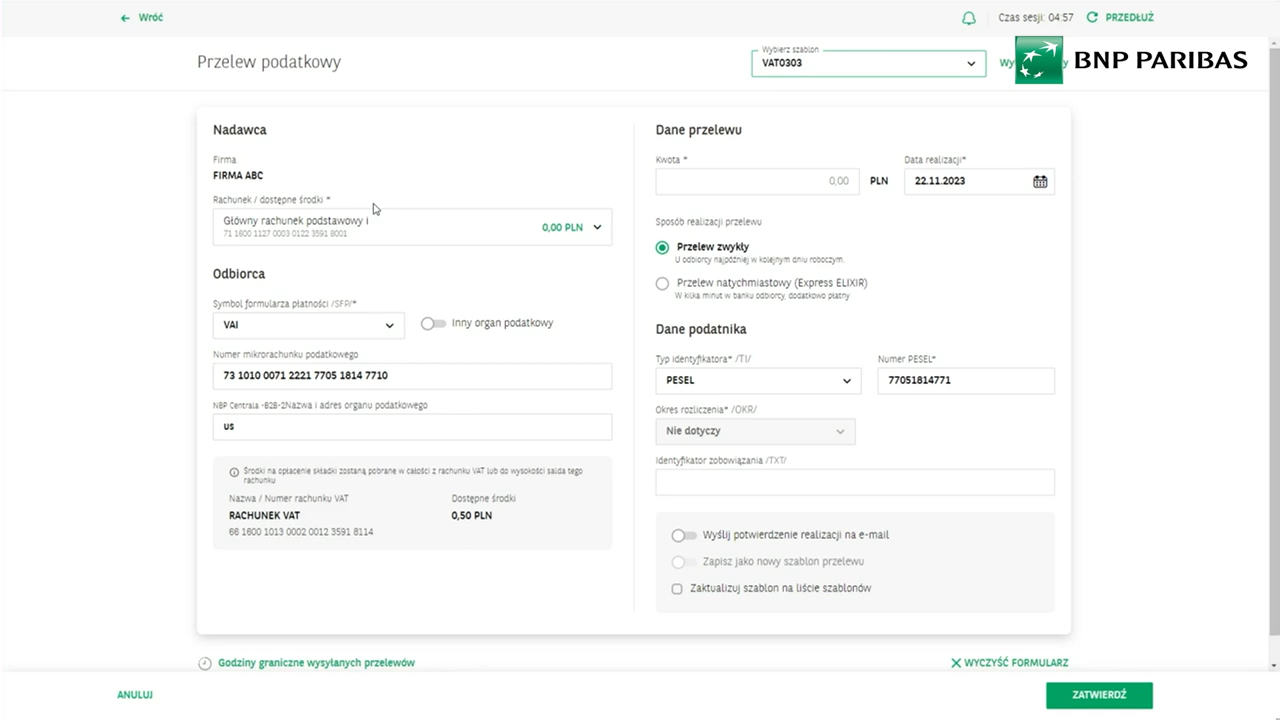 Wróć
Czas sesji: 04:57 PRZEDŁUŻ
Przelew podatkowy
Wybierz szablon
VAT0303
BNP PARIBAS
Nadawca
Firma
FIRMA ABC
Rachunek / dostępne środki *
Główny rachunek podstawowy i
71 1600 1127 0003 0122 3591 8001
0,00 PLN
Odbiorca
Symbol formularza płatności /SFP/*
VAI
Inny organ podatkowy
Numer mikrorachunku podatkowego
73 1010 0071 2221 7705 1814 7710
NBP Centrala -B2B-2Nazwa i adres organu podatkowego
us
Środki na opłacenie składki zostaną pobrane w całości z rachunku VAT lub do wysokości salda tego
rachunku
Nazwa / Numer rachunku VAT
Dostępne środki
RACHUNEK VAT
0,50 PLN
66 1600 1013 0002 0012 3591 8114
Dane przelewu
Kwota *
Data realizacji*
0,00 PLN
22.11.2023
Sposób realizacji przelewu
Przelew zwykły
U odbiorcy najpóźniej w kolejnym dniu roboczym.
Przelew natychmiastowy (Express ELIXIR)
W kilka minut w banku odbiorcy, dodatkowo płatny
Dane podatnika
Typ identyfikatora* /TI/
Numer PESEL*
PESEL
77051814771
Okres rozliczenia* /OKR/
Nie dotyczy
Identyfikator zobowiązania /TXT/
Wyślij potwierdzenie realizacji na e-mail
Zapisz jako nowy szablon przelewu
Zaktualizuj szablon na liście szablonów
Godziny graniczne wysyłanych przelewów
WYCZYŚĆ FORMULARZ
ANULUJ
ZATWIERDŹ